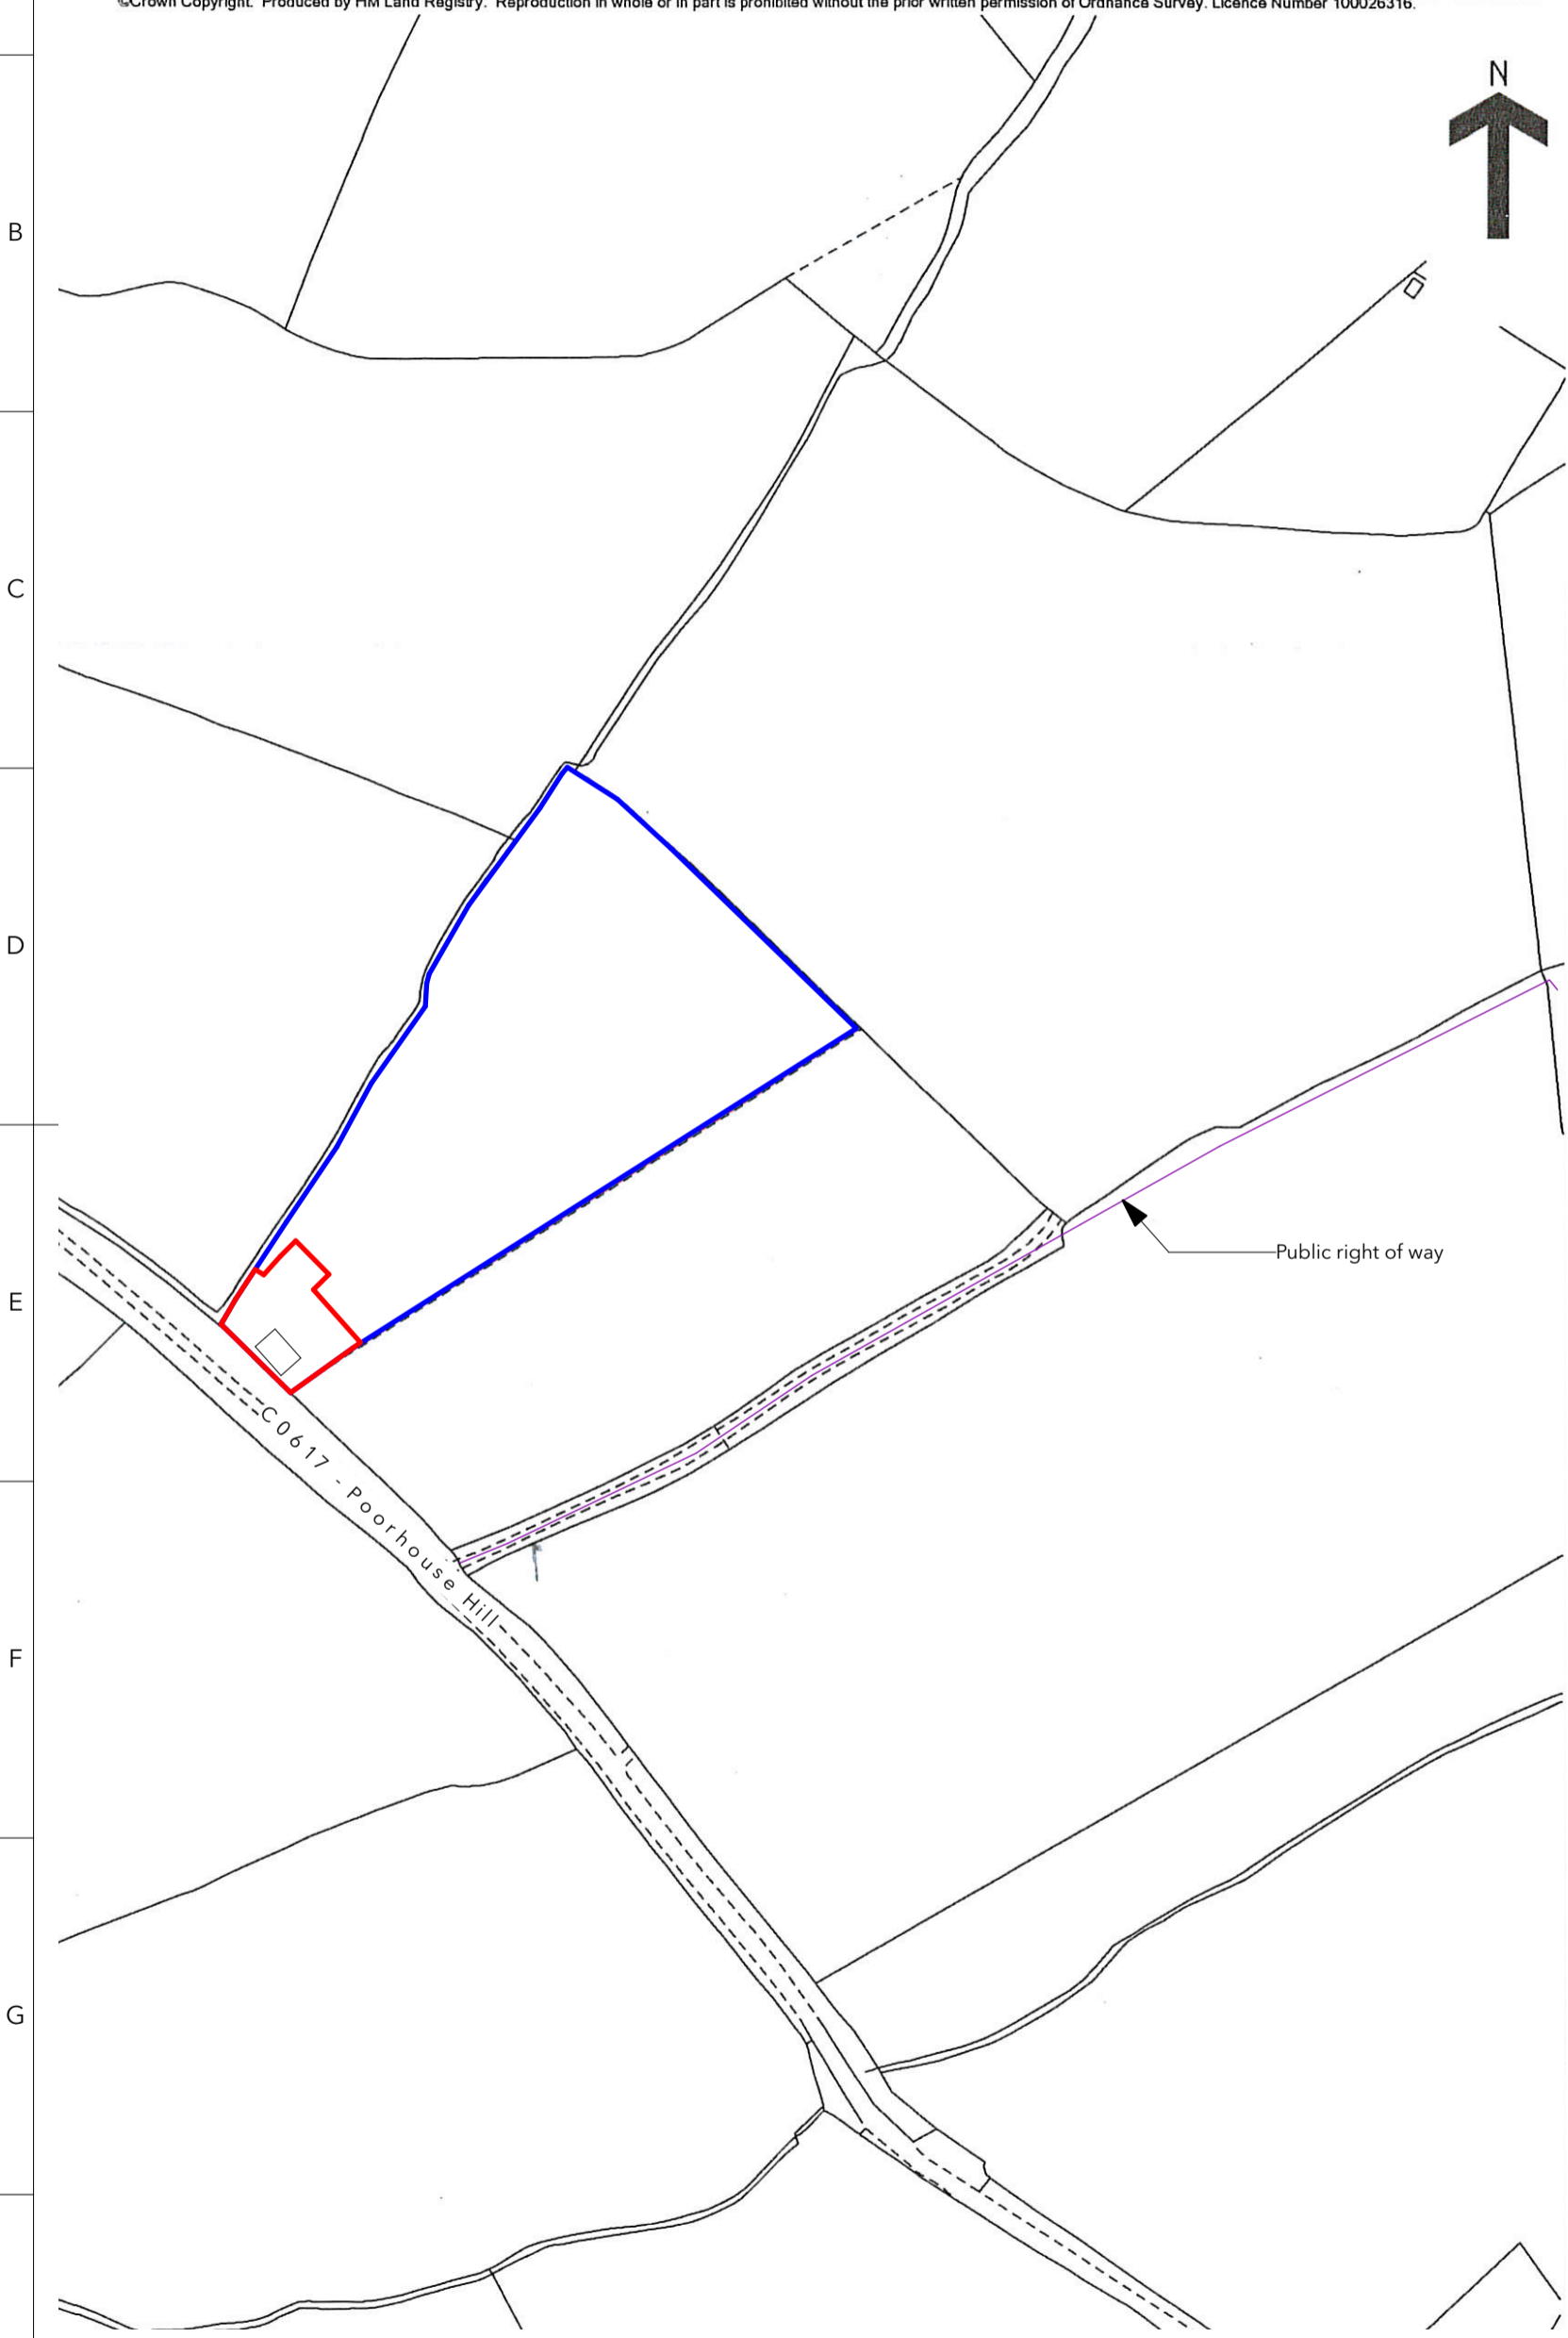 ©Crown Copyright. Produced by HM Land Registry. Reproduction in whole or in part is prohibited without the prior written permission of Ordnance Survey. Licence Number 100026316.
N
B
C
D
E
Public right of way
C0617 - Poorhouse Hill
F
G